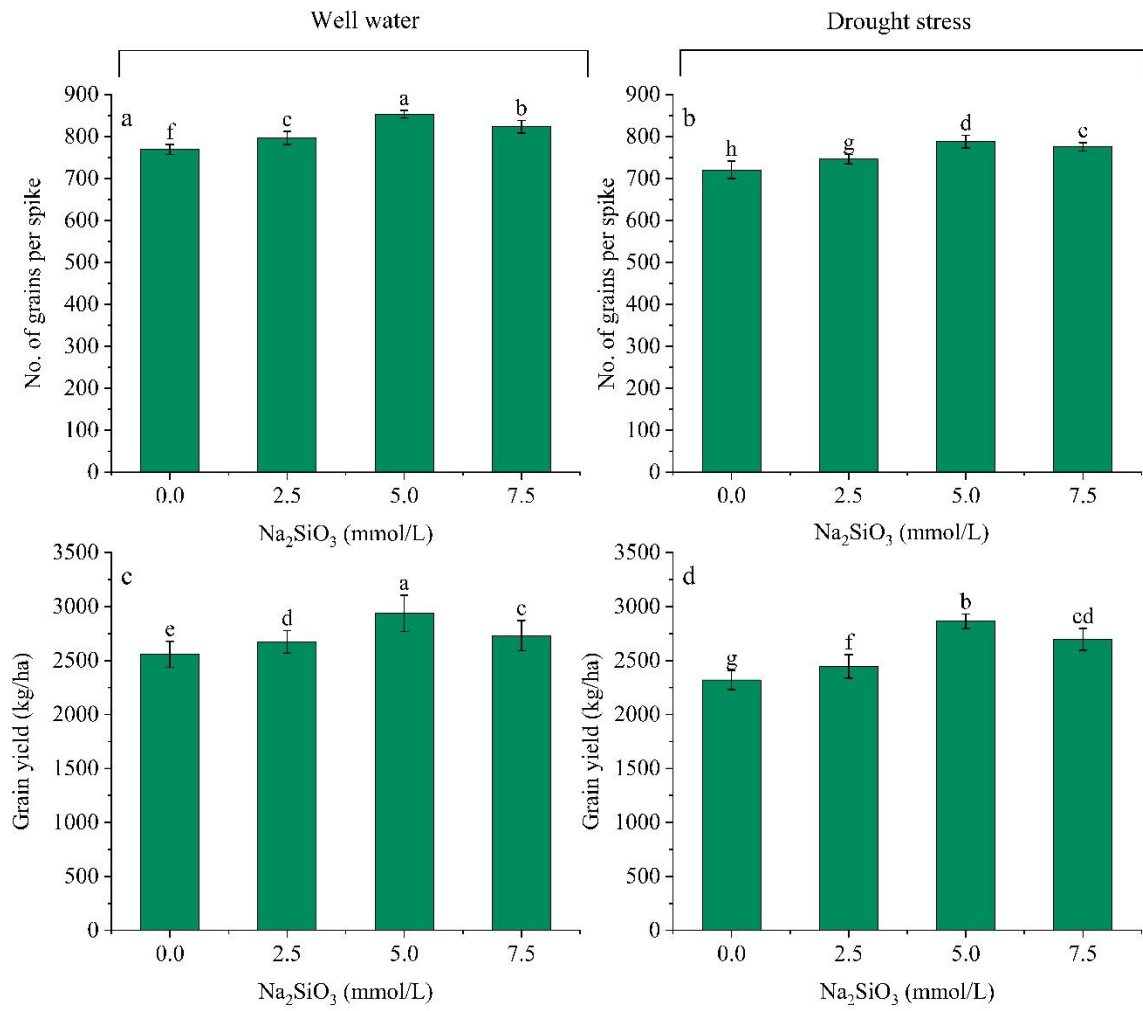 Well water
Drought stress
a
No. of grains per spike
900
800
700
600
500
400
300
200
100
0
f
c
a
b
0.0 2.5 5.0 7.5
Na₂SiO₃ (mmol/L)
b
No. of grains per spike
900
800
700
600
500
400
300
200
100
0
h
g
d
c
0.0 2.5 5.0 7.5
Na₂SiO₃ (mmol/L)
c
Grain yield (kg/ha)
3500
3000
2500
2000
1500
1000
500
0
e
d
a
c
0.0 2.5 5.0 7.5
Na₂SiO₃ (mmol/L)
d
Grain yield (kg/ha)
3500
3000
2500
2000
1500
1000
500
0
g
f
b
cd
0.0 2.5 5.0 7.5
Na₂SiO₃ (mmol/L)